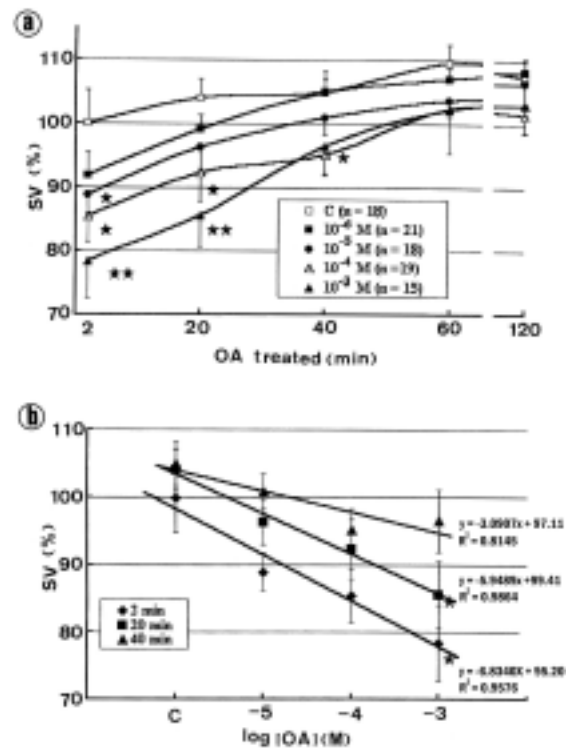 a
110
100
90
80
70
SV (%)
C (n = 18)
10⁻⁶ M (n = 21)
10⁻⁵ M (n = 18)
10⁻⁴ M (n = 19)
10⁻³ M (n = 15)
2 20 40 60 120
OA treated (min)
b
110
100
90
80
70
SV (%)
2 min
20 min
40 min
C -5 -4 -3
log [OA] (M)